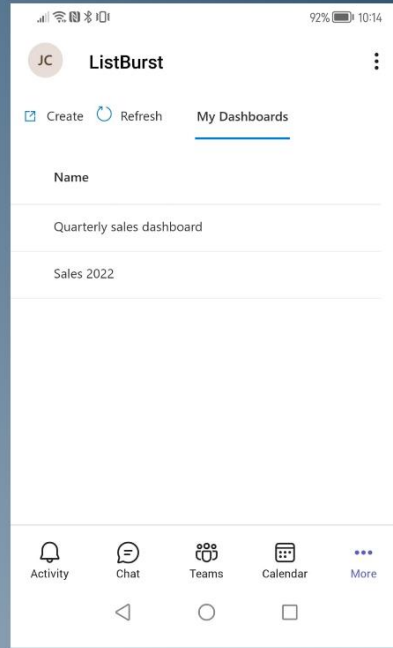 92% 10:14
JC ListBurst
Create Refresh My Dashboards
Name
Quarterly sales dashboard
Sales 2022
Activity Chat Teams Calendar More